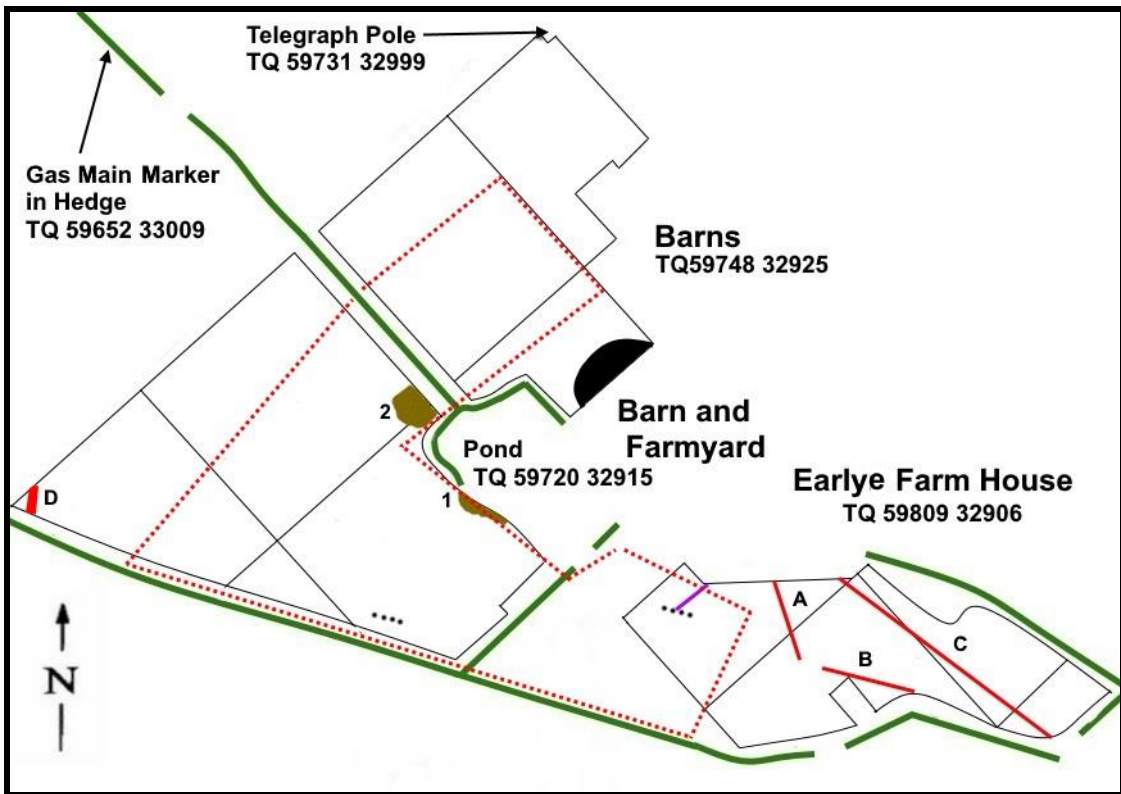 Telegraph Pole
TQ 59731 32999
Gas Main Marker
in Hedge
TQ 59652 33009
Barns
TQ59748 32925
2
Barn and
Farmyard
Pond
TQ 59720 32915
1
D
Earlye Farm House
TQ 59809 32906
A
B
C
N